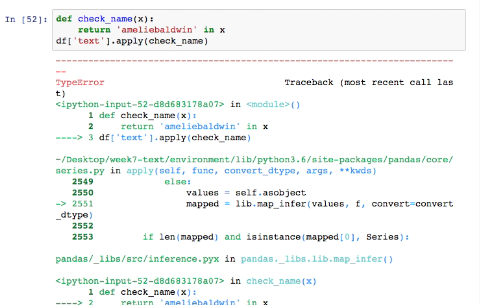 In [52]: def check_name(x):
return 'ameliebaldwin' in x
df['text'].apply(check_name)
---------------------------------------------------------------------------
TypeError Traceback (most recent call las
t)
<ipython-input-52-d8d683178a07> in <module>()
1 def check_name(x):
2 return 'ameliebaldwin' in x
----> 3 df['text'].apply(check_name)
~/Desktop/week7-text/environment/lib/python3.6/site-packages/pandas/core/
series.py in apply(self, func, convert_dtype, args, **kwds)
2549 else:
2550 values = self.asobject
-> 2551 mapped = lib.map_infer(values, f, convert=convert
_dtype)
2552
2553 if len(mapped) and isinstance(mapped[0], Series):
pandas/_libs/src/inference.pyx in pandas._libs.lib.map_infer()
<ipython-input-52-d8d683178a07> in check_name(x)
1 def check_name(x):
----> 2 return 'ameliebaldwin' in x